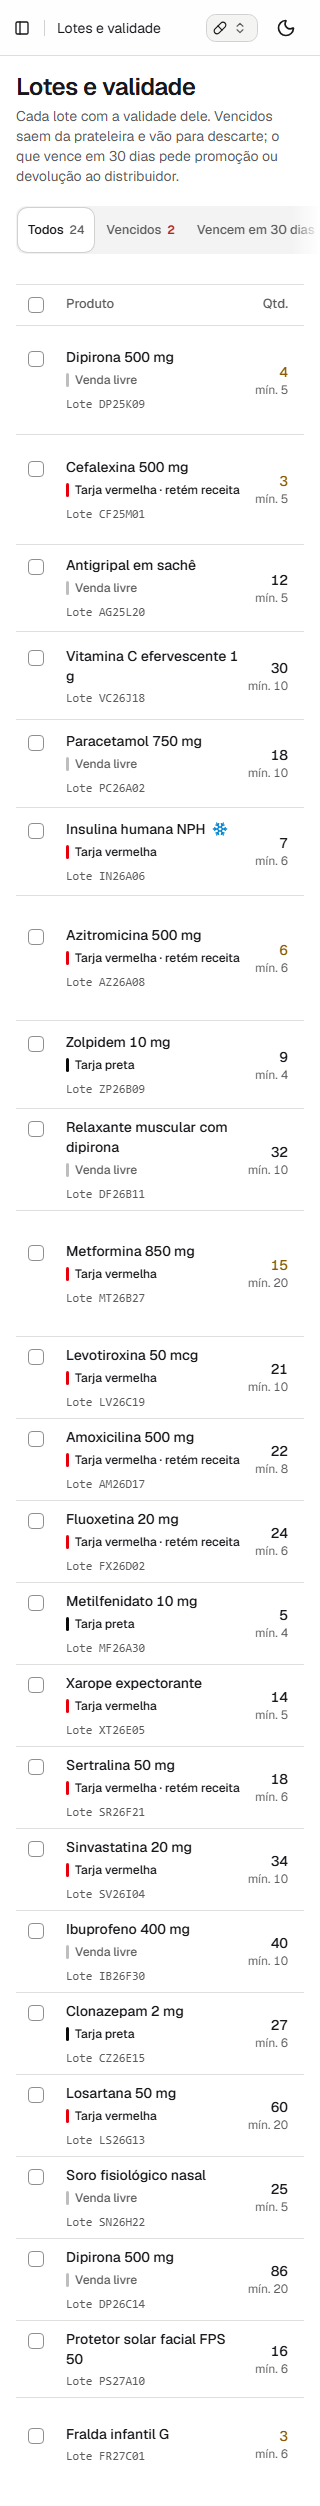 Lotes e validade
Lotes e validade
Cada lote com a validade dele. Vencidos
saem da prateleira e vão para descarte; o
que vence em 30 dias pede promoção ou
devolução ao distribuidor.
Todos 24 Vencidos 2 Vencem em 30 dias
Produto Qtd.
Dipirona 500 mg
4
Venda livre
mín. 5
Lote DP25K09
Cefalexina 500 mg
3
Tarja vermelha · retém receita
mín. 5
Lote CF25M01
Antigripal em sachê
12
Venda livre
mín. 5
Lote AG25L20
Vitamina C efervescente 1
g
30
mín. 10
Lote VC26J18
Paracetamol 750 mg
18
Venda livre
mín. 10
Lote PC26A02
Insulina humana NPH
7
Tarja vermelha
mín. 6
Lote IN26A06
Azitromicina 500 mg
6
Tarja vermelha · retém receita
mín. 6
Lote AZ26A08
Zolpidem 10 mg
9
Tarja preta
mín. 4
Lote ZP26B09
Relaxante muscular com
dipirona
32
Venda livre
mín. 10
Lote DF26B11
Metformina 850 mg
15
Tarja vermelha
mín. 20
Lote MT26B27
Levotiroxina 50 mcg
21
Tarja vermelha
mín. 10
Lote LV26C19
Amoxicilina 500 mg
22
Tarja vermelha · retém receita
mín. 8
Lote AM26D17
Fluoxetina 20 mg
24
Tarja vermelha · retém receita
mín. 6
Lote FX26D02
Metilfenidato 10 mg
5
Tarja preta
mín. 4
Lote MF26A30
Xarope expectorante
14
Tarja vermelha
mín. 5
Lote XT26E05
Sertralina 50 mg
18
Tarja vermelha · retém receita
mín. 6
Lote SR26F21
Sinvastatina 20 mg
34
Tarja vermelha
mín. 10
Lote SV26I04
Ibuprofeno 400 mg
40
Venda livre
mín. 10
Lote IB26F30
Clonazepam 2 mg
27
Tarja preta
mín. 6
Lote CZ26E15
Losartana 50 mg
60
Tarja vermelha
mín. 20
Lote LS26G13
Soro fisiológico nasal
25
Venda livre
mín. 5
Lote SN26H22
Dipirona 500 mg
86
Venda livre
mín. 20
Lote DP26C14
Protetor solar facial FPS
50
16
mín. 6
Lote PS27A10
Fralda infantil G
3
mín. 6
Lote FR27C01